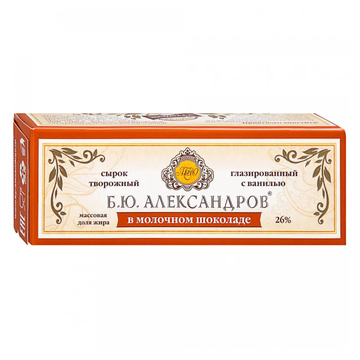 сырок
творожный
глазированный
с ванилью
Б.Ю. АЛЕКСАНДРОВ®
в молочном шоколаде
массовая
доля жира
26%